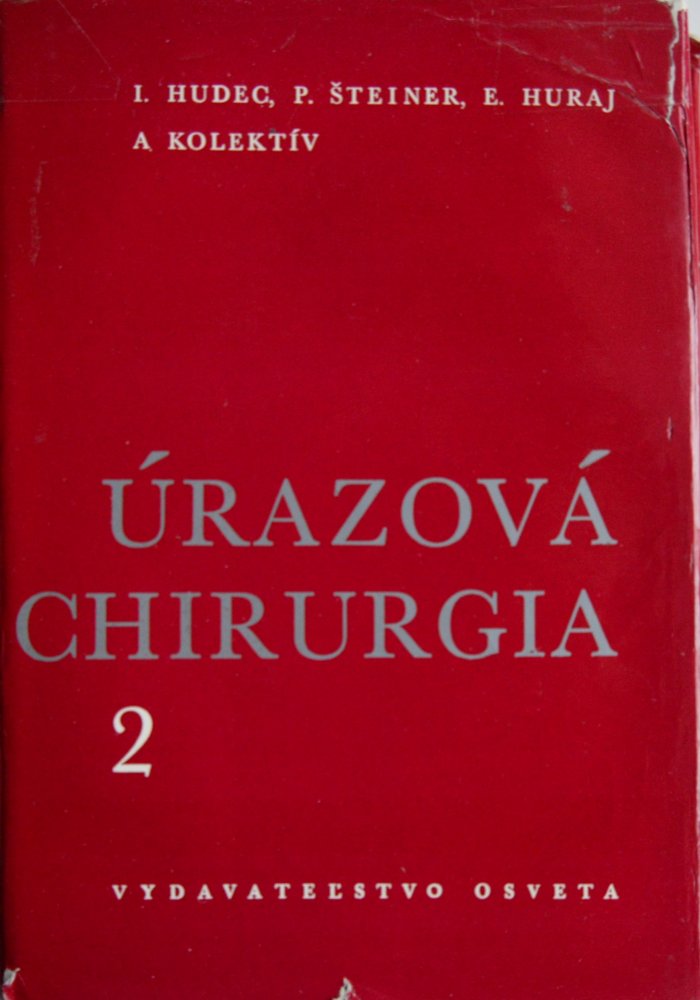 I. HUDEC, P. ŠTEINER, E. HURAJ
A KOLEKTÍV
ÚRAZOVÁ
CHIRURGIA
2
VYDAVATEĽSTVO OSVETA